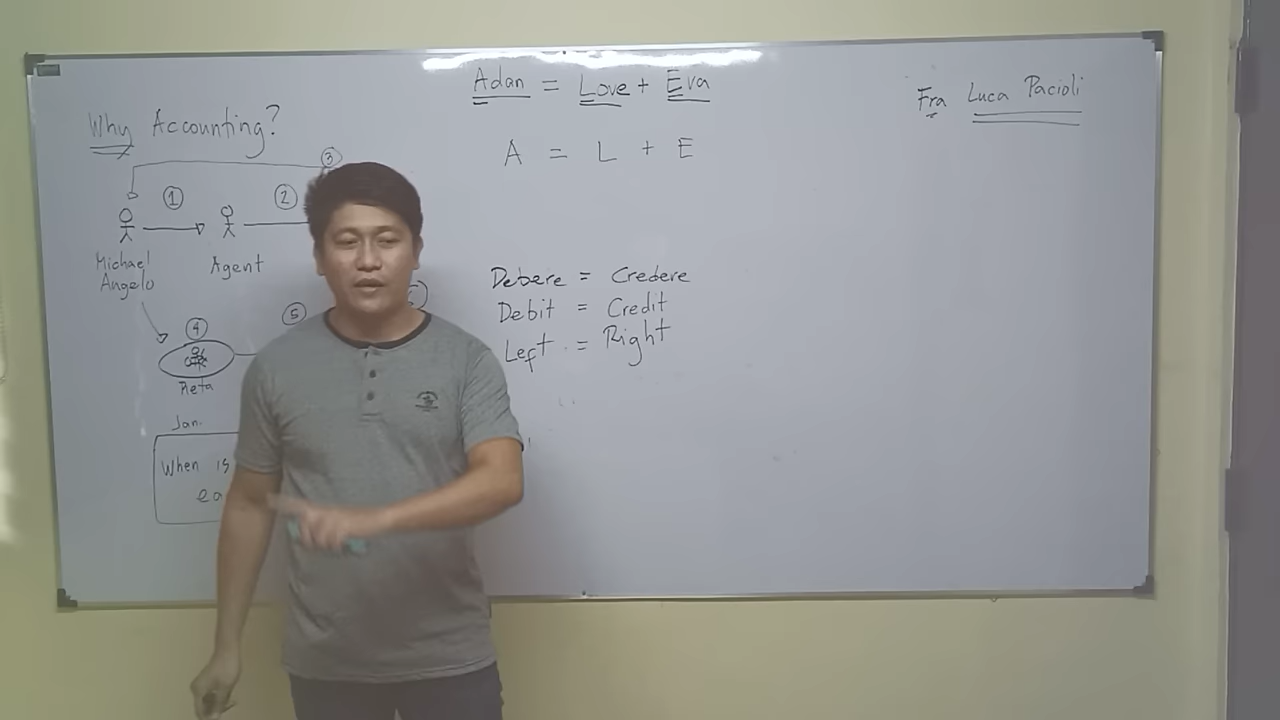 Why Accounting?
3
1
2
Michael
Angelo
Agent
4
5
Pieta
Jan.
When is
ea
Adan = Love + Eva
A = L + E
Debere = Credere
Debit = Credit
Left = Right
Fra Luca Pacioli